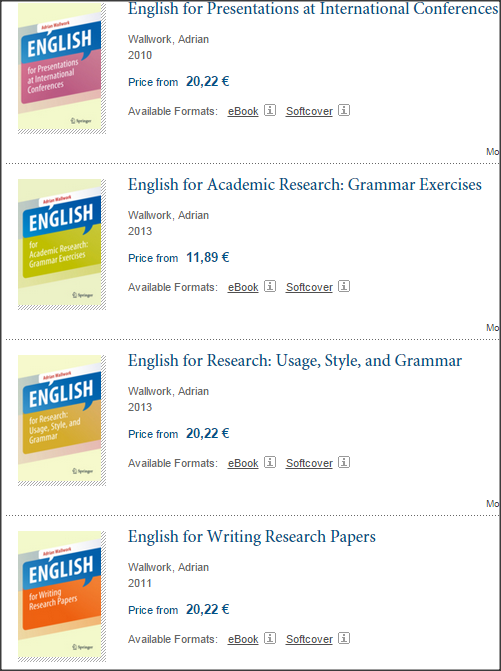 English for Presentations at International Conferences
Adrian Wallwork
ENGLISH
for Presentations
at International
Conferences
Springer
Wallwork, Adrian
2010
Price from 20,22 €
Available Formats: eBook i Softcover i
Mo
English for Academic Research: Grammar Exercises
Adrian Wallwork
ENGLISH
for
Academic Research:
Grammar Exercises
Springer
Wallwork, Adrian
2013
Price from 11,89 €
Available Formats: eBook i Softcover i
Mo
English for Research: Usage, Style, and Grammar
Adrian Wallwork
ENGLISH
for Research:
Usage, Style, and
Grammar
Springer
Wallwork, Adrian
2013
Price from 20,22 €
Available Formats: eBook i Softcover i
Mo
English for Writing Research Papers
Adrian Wallwork
ENGLISH
for Writing
Research Papers
Springer
Wallwork, Adrian
2011
Price from 20,22 €
Available Formats: eBook i Softcover i